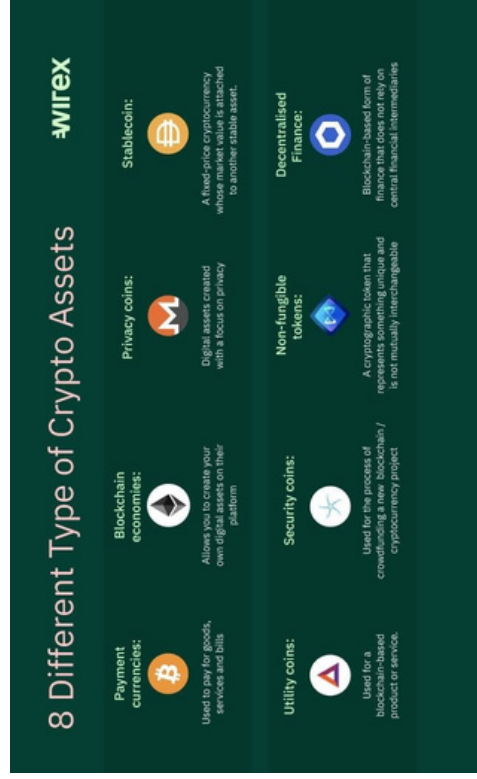 8 Different Type of Crypto Assets
wirex
Payment
currencies:
Used to pay for goods,
services and bills
Blockchain
economies:
Allows you to create your
own digital assets on their
platform
Privacy coins:
Digital assets created
with a focus on privacy
Stablecoin:
A fixed-price cryptocurrency
whose market value is attached
to another stable asset.
Utility coins:
Used for a
blockchain-based
product or service.
Security coins:
Used for the process of
crowdfunding a new blockchain /
cryptocurrency project
Non-fungible
tokens:
A cryptographic token that
represents something unique and
is not mutually interchangeable
Decentralised
Finance:
Blockchain-based form of
finance that does not rely on
central financial intermediaries